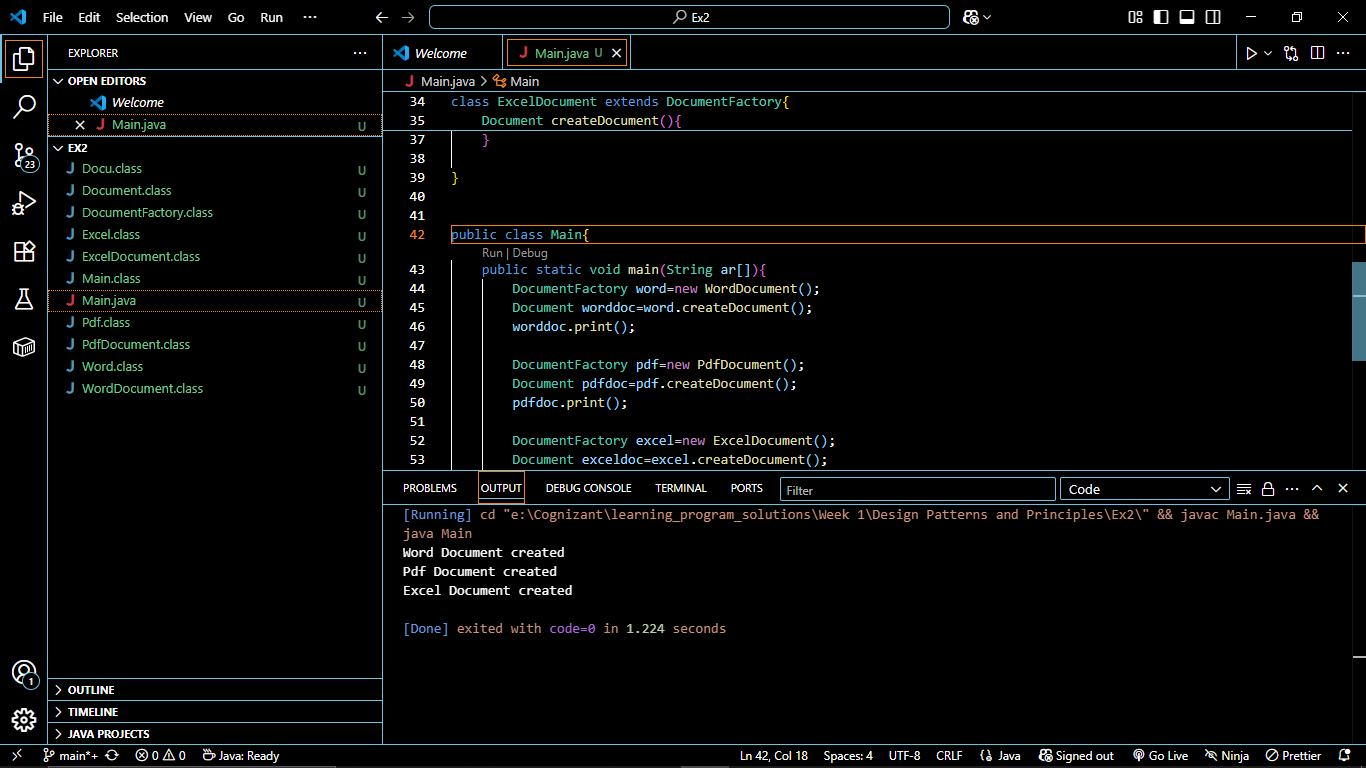 File Edit Selection View Go Run ···
Ex2
EXPLORER
OPEN EDITORS
Welcome
Main.java U
EX2
Docu.class U
Document.class U
DocumentFactory.class U
Excel.class U
ExcelDocument.class U
Main.class U
Main.java U
Pdf.class U
PdfDocument.class U
Word.class U
WordDocument.class U
OUTLINE
TIMELINE
JAVA PROJECTS
23
1
Welcome
Main.java U
Main.java > Main
34 class ExcelDocument extends DocumentFactory{
35 Document createDocument(){
37 }
38
39 }
40
41
42 public class Main{
Run | Debug
43 public static void main(String ar[]){
44 DocumentFactory word=new WordDocument();
45 Document worddoc=word.createDocument();
46 worddoc.print();
47
48 DocumentFactory pdf=new PdfDocument();
49 Document pdfdoc=pdf.createDocument();
50 pdfdoc.print();
51
52 DocumentFactory excel=new ExcelDocument();
53 Document exceldoc=excel.createDocument();
PROBLEMS OUTPUT DEBUG CONSOLE TERMINAL PORTS Filter Code
[Running] cd "e:\Cognizant\learning_program_solutions\Week 1\Design Patterns and Principles\Ex2\" && javac Main.java &&
java Main
Word Document created
Pdf Document created
Excel Document created
[Done] exited with code=0 in 1.224 seconds
main*+ 0 0 Java: Ready Ln 42, Col 18 Spaces: 4 UTF-8 CRLF Java Signed out Go Live Ninja Prettier